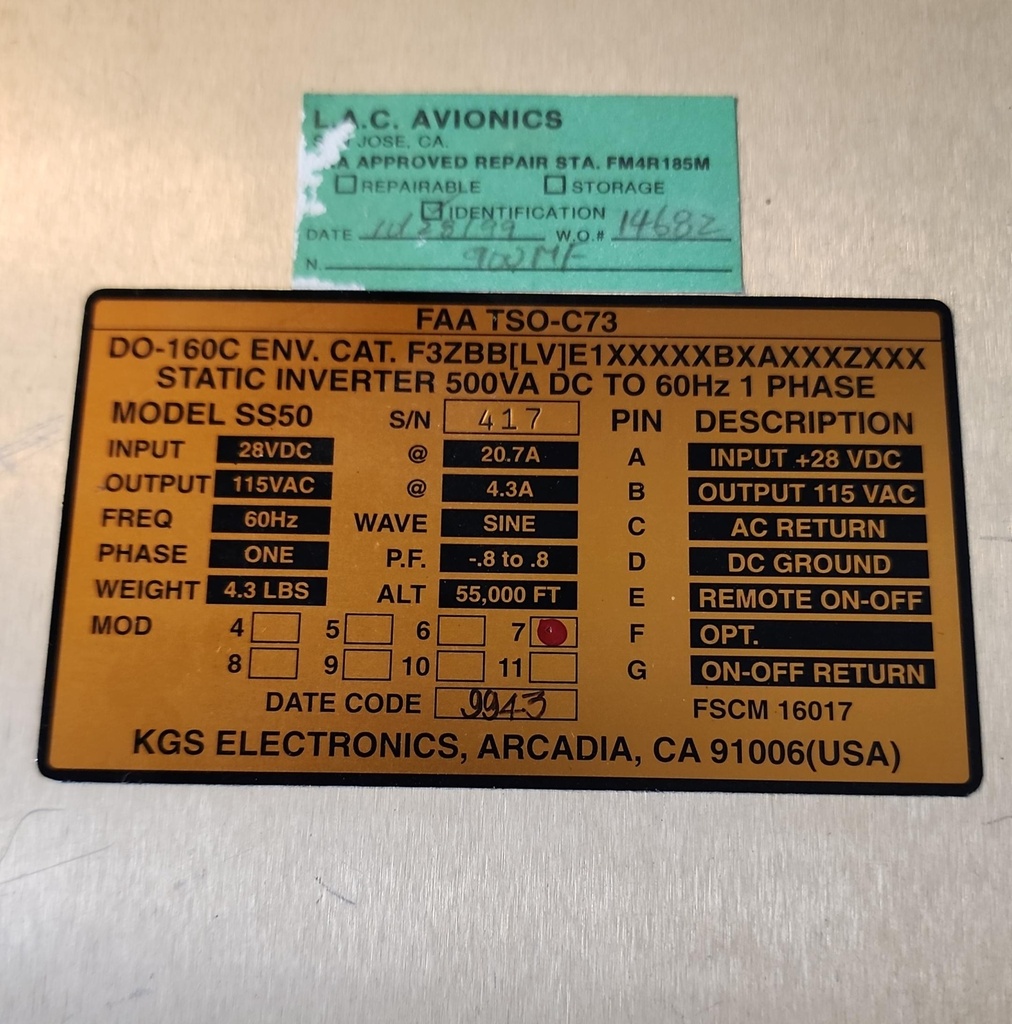 L.A.C. AVIONICS
JOSE, CA.
APPROVED REPAIR STA. FM4R185M
REPAIRABLE STORAGE
IDENTIFICATION
DATE W.O.# 14682
N. 900MF
FAA TSO-C73
DO-160C ENV. CAT. F3ZBB[LV]E1XXXXXBXAXXXZXXX
STATIC INVERTER 500VA DC TO 60Hz 1 PHASE
MODEL SS50 S/N 417 PIN DESCRIPTION
INPUT 28VDC @ 20.7A A INPUT +28 VDC
OUTPUT 115VAC @ 4.3A B OUTPUT 115 VAC
FREQ 60Hz WAVE SINE C AC RETURN
PHASE ONE P.F. -.8 to .8 D DC GROUND
WEIGHT 4.3 LBS ALT 55,000 FT E REMOTE ON-OFF
MOD 4 5 6 7 F OPT.
8 9 10 11 G ON-OFF RETURN
DATE CODE 9943 FSCM 16017
KGS ELECTRONICS, ARCADIA, CA 91006(USA)